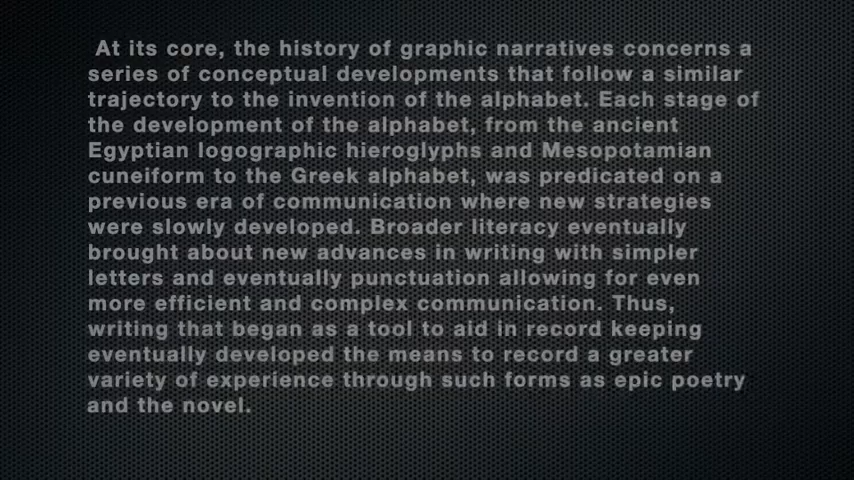 At its core, the history of graphic narratives concerns a
series of conceptual developments that follow a similar
trajectory to the invention of the alphabet. Each stage of
the development of the alphabet, from the ancient
Egyptian logographic hieroglyphs and Mesopotamian
cuneiform to the Greek alphabet, was predicated on a
previous era of communication where new strategies
were slowly developed. Broader literacy eventually
brought about new advances in writing with simpler
letters and eventually punctuation allowing for even
more efficient and complex communication. Thus,
writing that began as a tool to aid in record keeping
eventually developed the means to record a greater
variety of experience through such forms as epic poetry
and the novel.